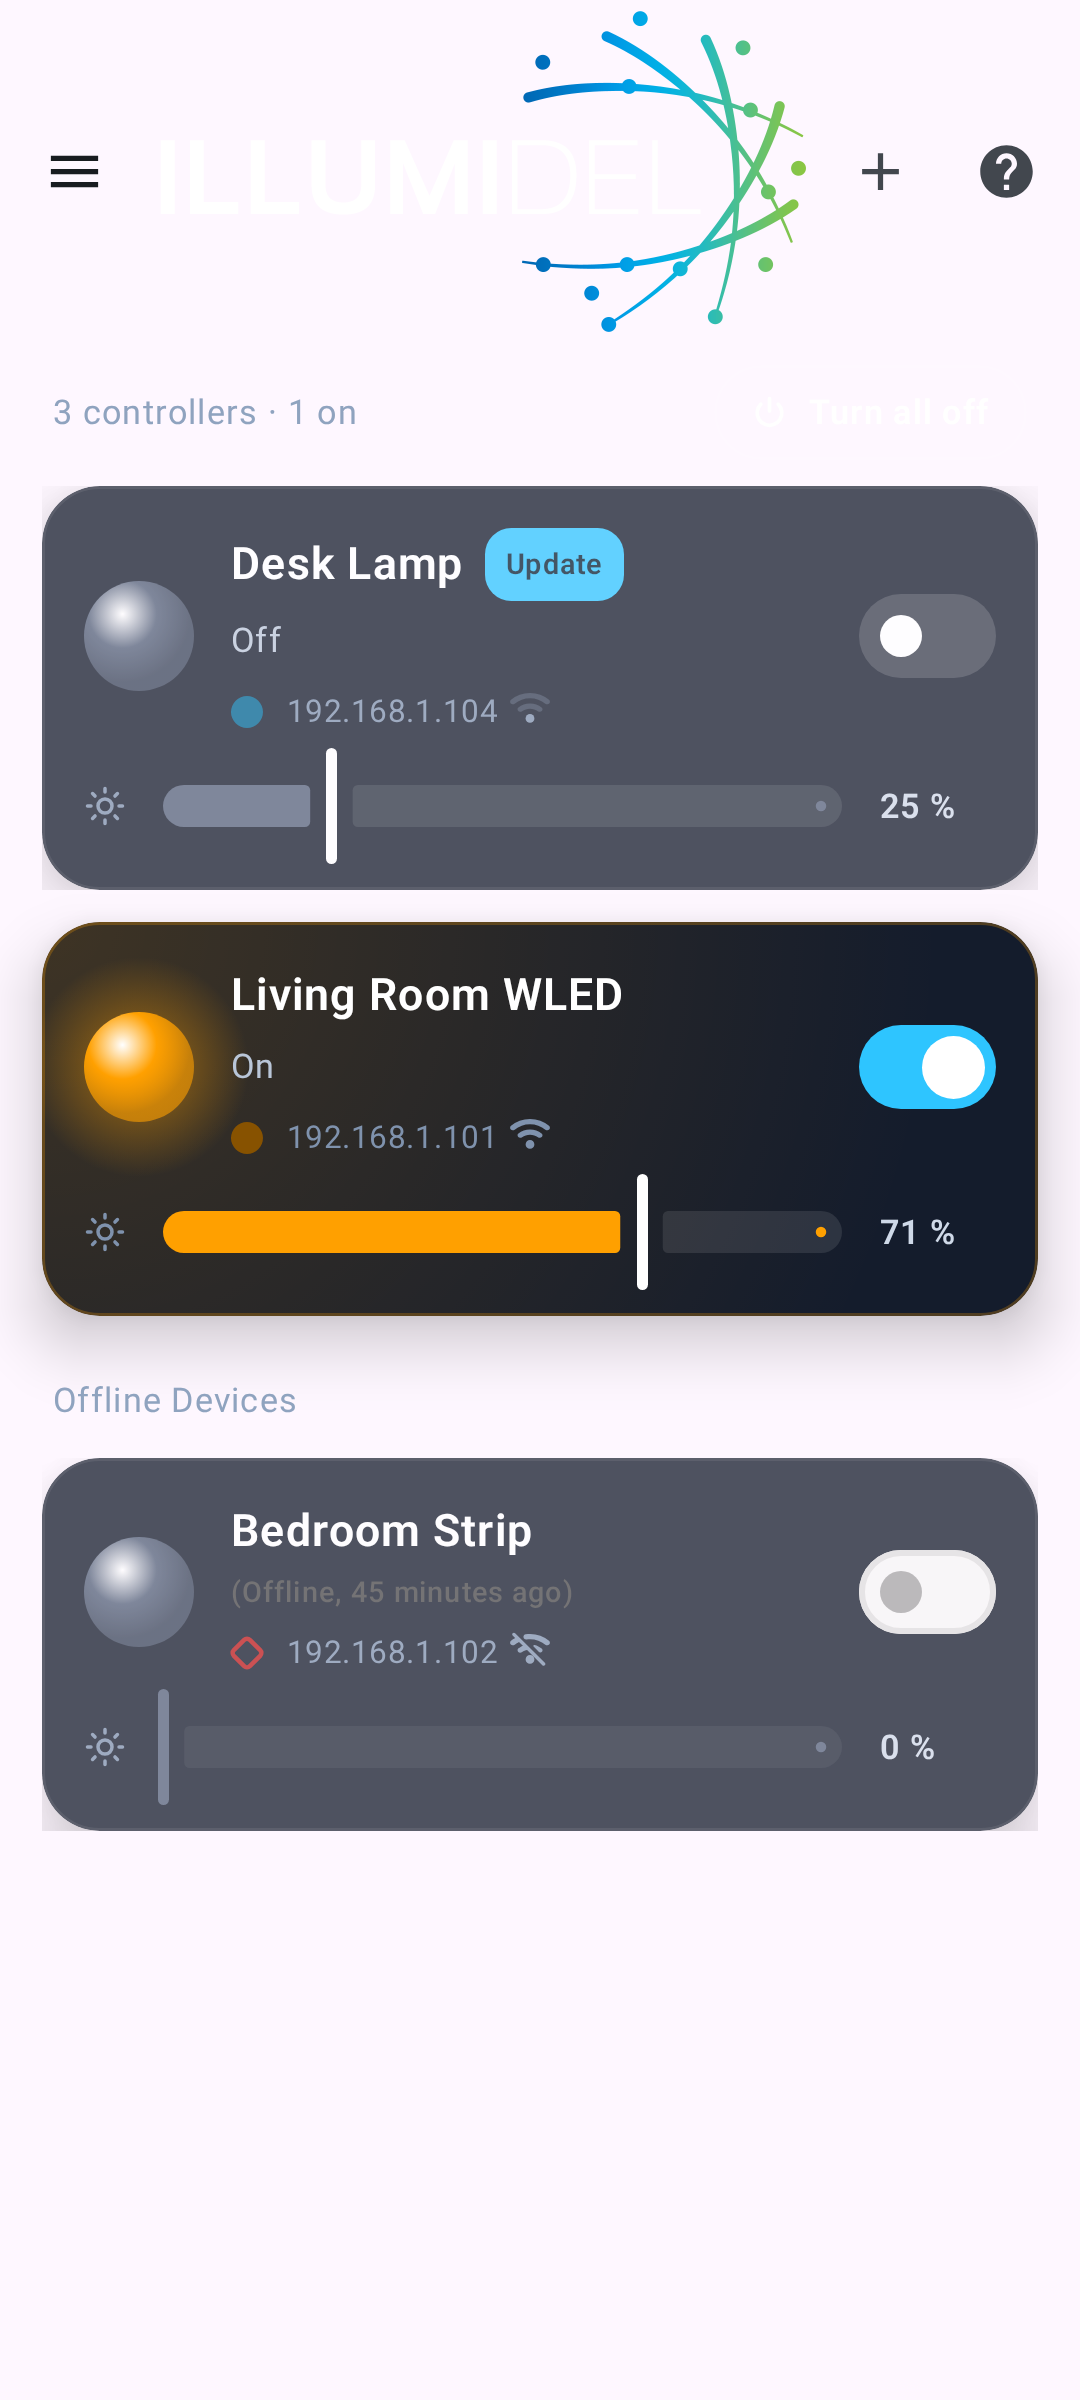 ILLUMIDEL
3 controllers · 1 on
Turn all off
Desk Lamp Update
Off
192.168.1.104
25 %
Living Room WLED
On
192.168.1.101
71 %
Offline Devices
Bedroom Strip
(Offline, 45 minutes ago)
192.168.1.102
0 %